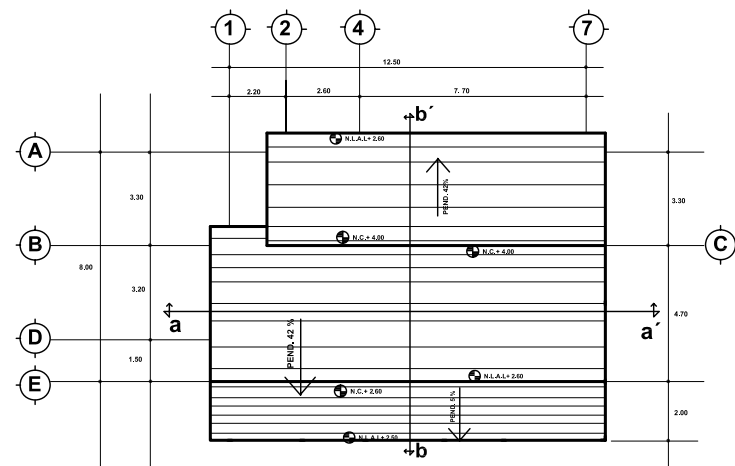 1 2 4 7
12.50
2.20 2.60 7.70
b´
A
N.L.A.L+ 2.60
PEND. 42%
3.30 3.30
B
N.C.+ 4.00
N.C.+ 4.00
C
8.00
3.20
a a´
4.70
D
PEND. 42 %
1.50
E
N.L.A.L+ 2.60
N.C.+ 2.60
PEND. 5 %
2.00
N.L.A.L+ 2.50
b